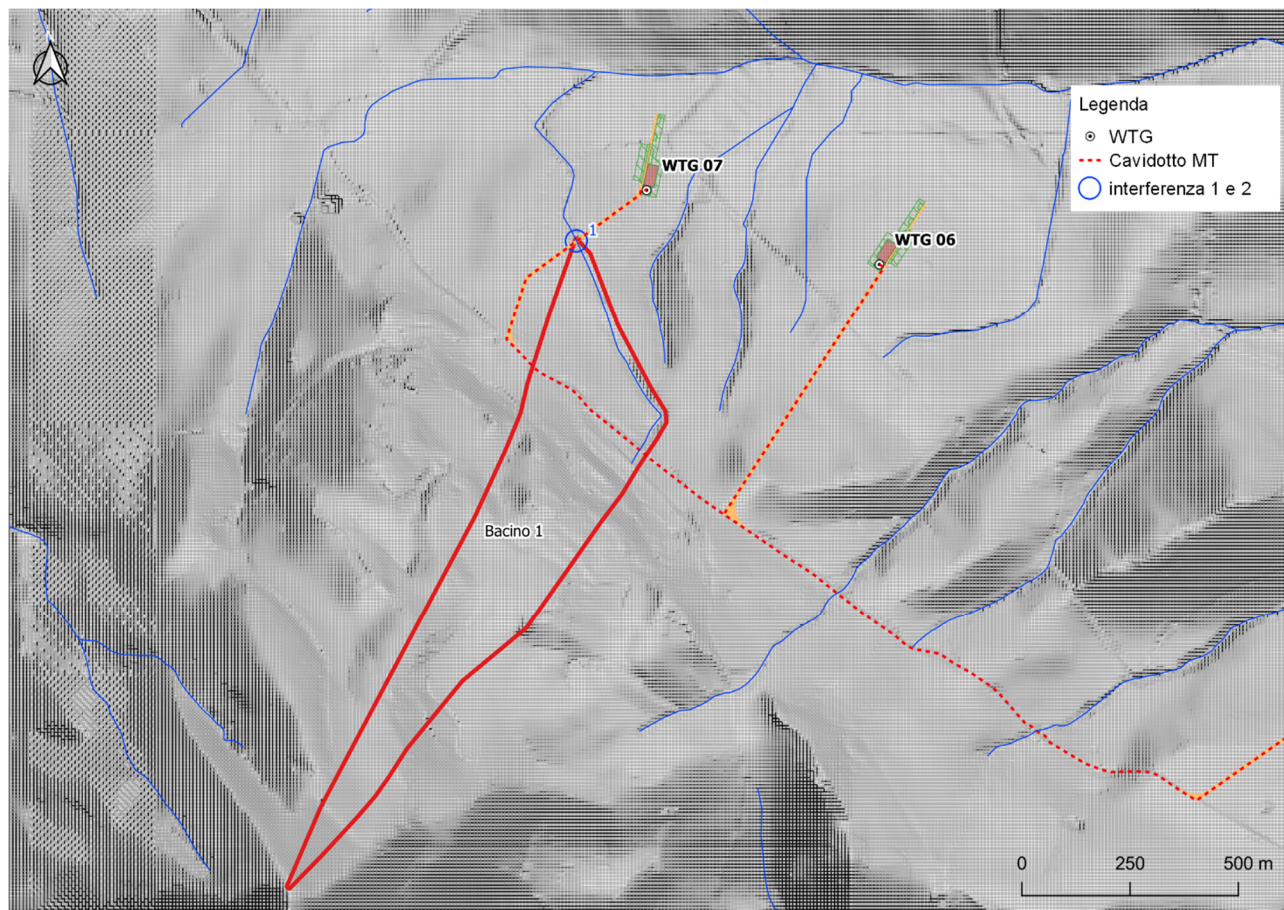 Legenda
WTG
Cavidotto MT
interferenza 1 e 2
WTG 07
1
WTG 06
Bacino 1
0 250 500 m